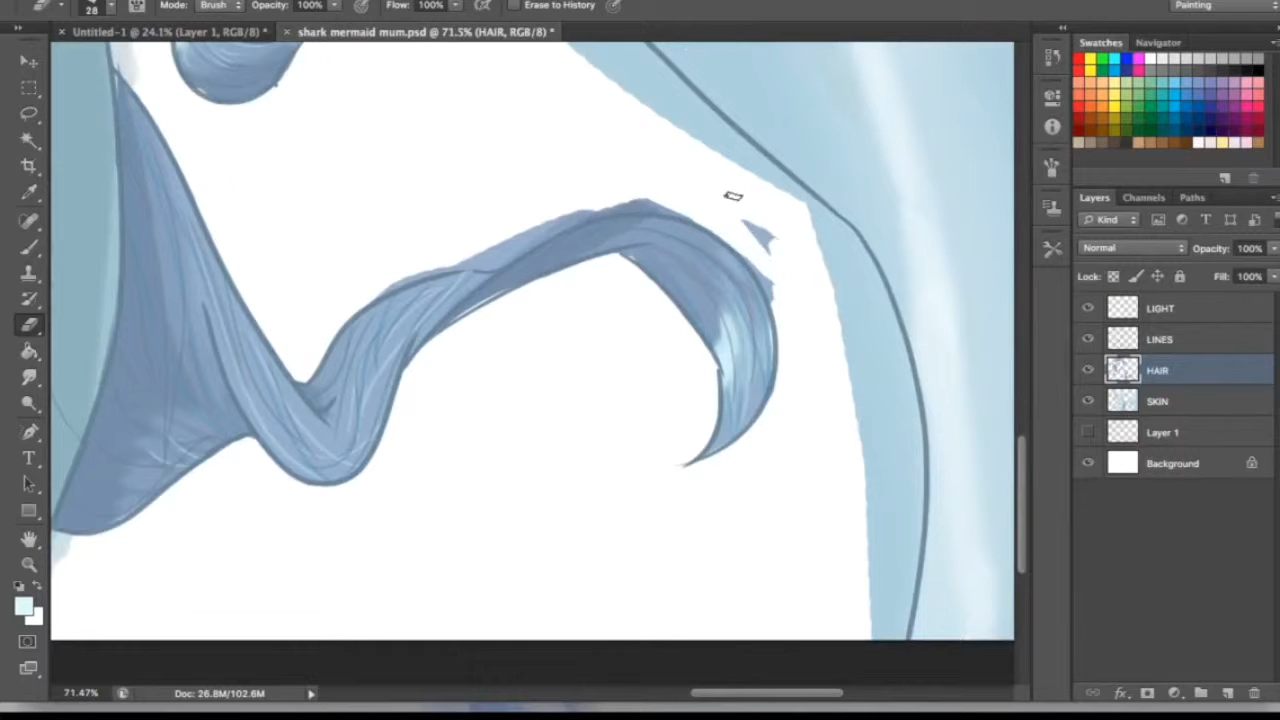 28 Mode: Brush Opacity: 100% Flow: 100% Erase to History Painting
Untitled-1 @ 24.1% (Layer 1, RGB/8) * shark mermaid mum.psd @ 71.5% (HAIR, RGB/8) *
Swatches Navigator
Layers Channels Paths
Kind
Normal Opacity: 100%
Lock: Fill: 100%
LIGHT
LINES
HAIR
SKIN
Layer 1
Background
71.47% Doc: 26.8M/102.6M